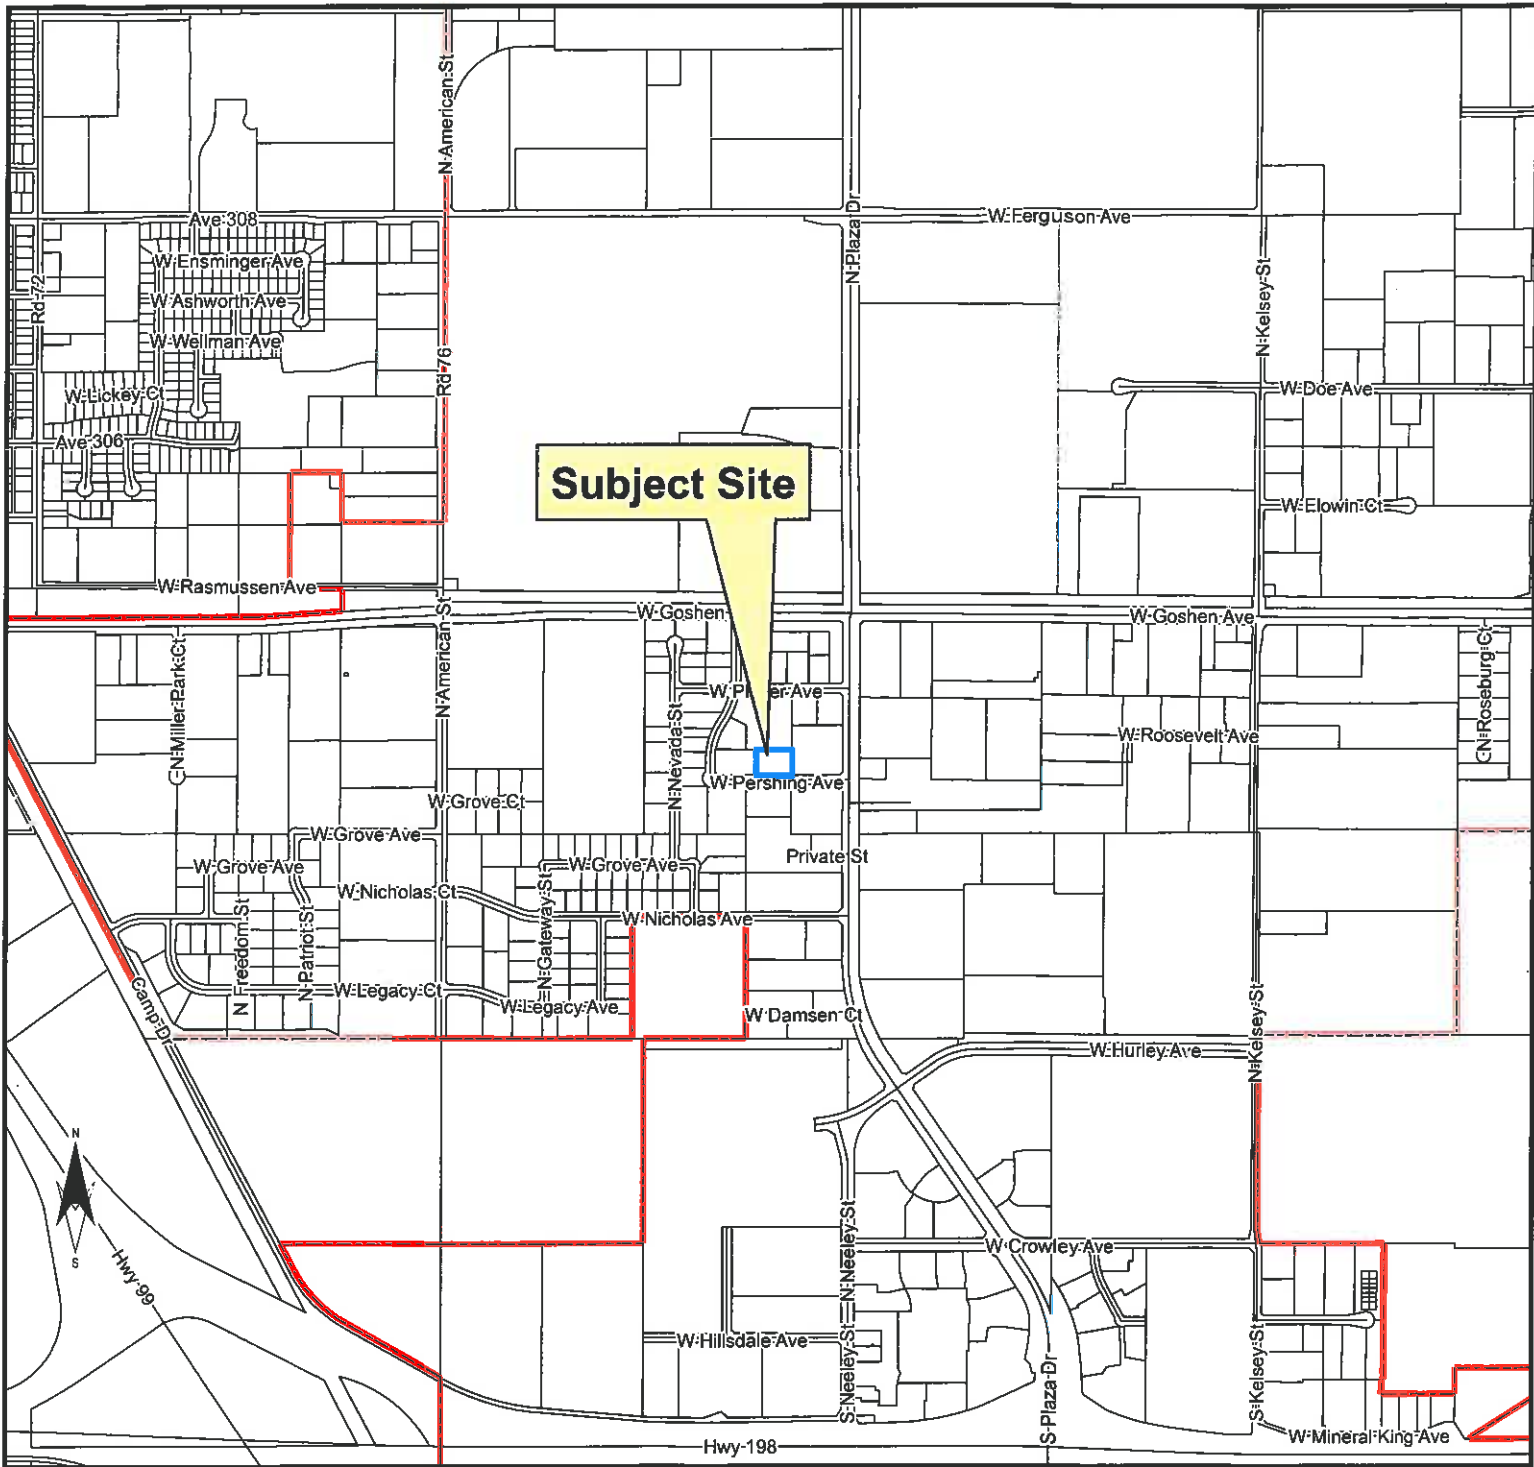 N American St
Ave 308
W Ferguson Ave
N Plaza Dr
W Ensminger Ave
Rd 72
W Ashworth Ave
N Kelsey St
W Wellman Ave
Rd 76
W Doe Ave
W Lickey Ct
Ave 306
Subject Site
W Elowin Ct
W Rasmussen Ave
W Goshen
W Goshen Ave
N American St
N Miller Park Ct
N Roseburg Ct
N Nevada St
W Roosevelt Ave
W Pershing Ave
W Grove Ct
W Grove Ave
Private St
W Grove Ave
W Grove Ave
W Nicholas Ct
W Nicholas Ave
N Gateway St
N Freedom St
N Patriot St
W Legacy Ct
W Legacy Ave
W Damsen Ct
Camp Dr
N Kelsey St
W Hurley Ave
N
S
Hwy 99
N Neeley St
W Crowley Ave
W Hillsdale Ave
S Neeley St
S Plaza Dr
S Kelsey St
W Mineral King Ave
Hwy 198